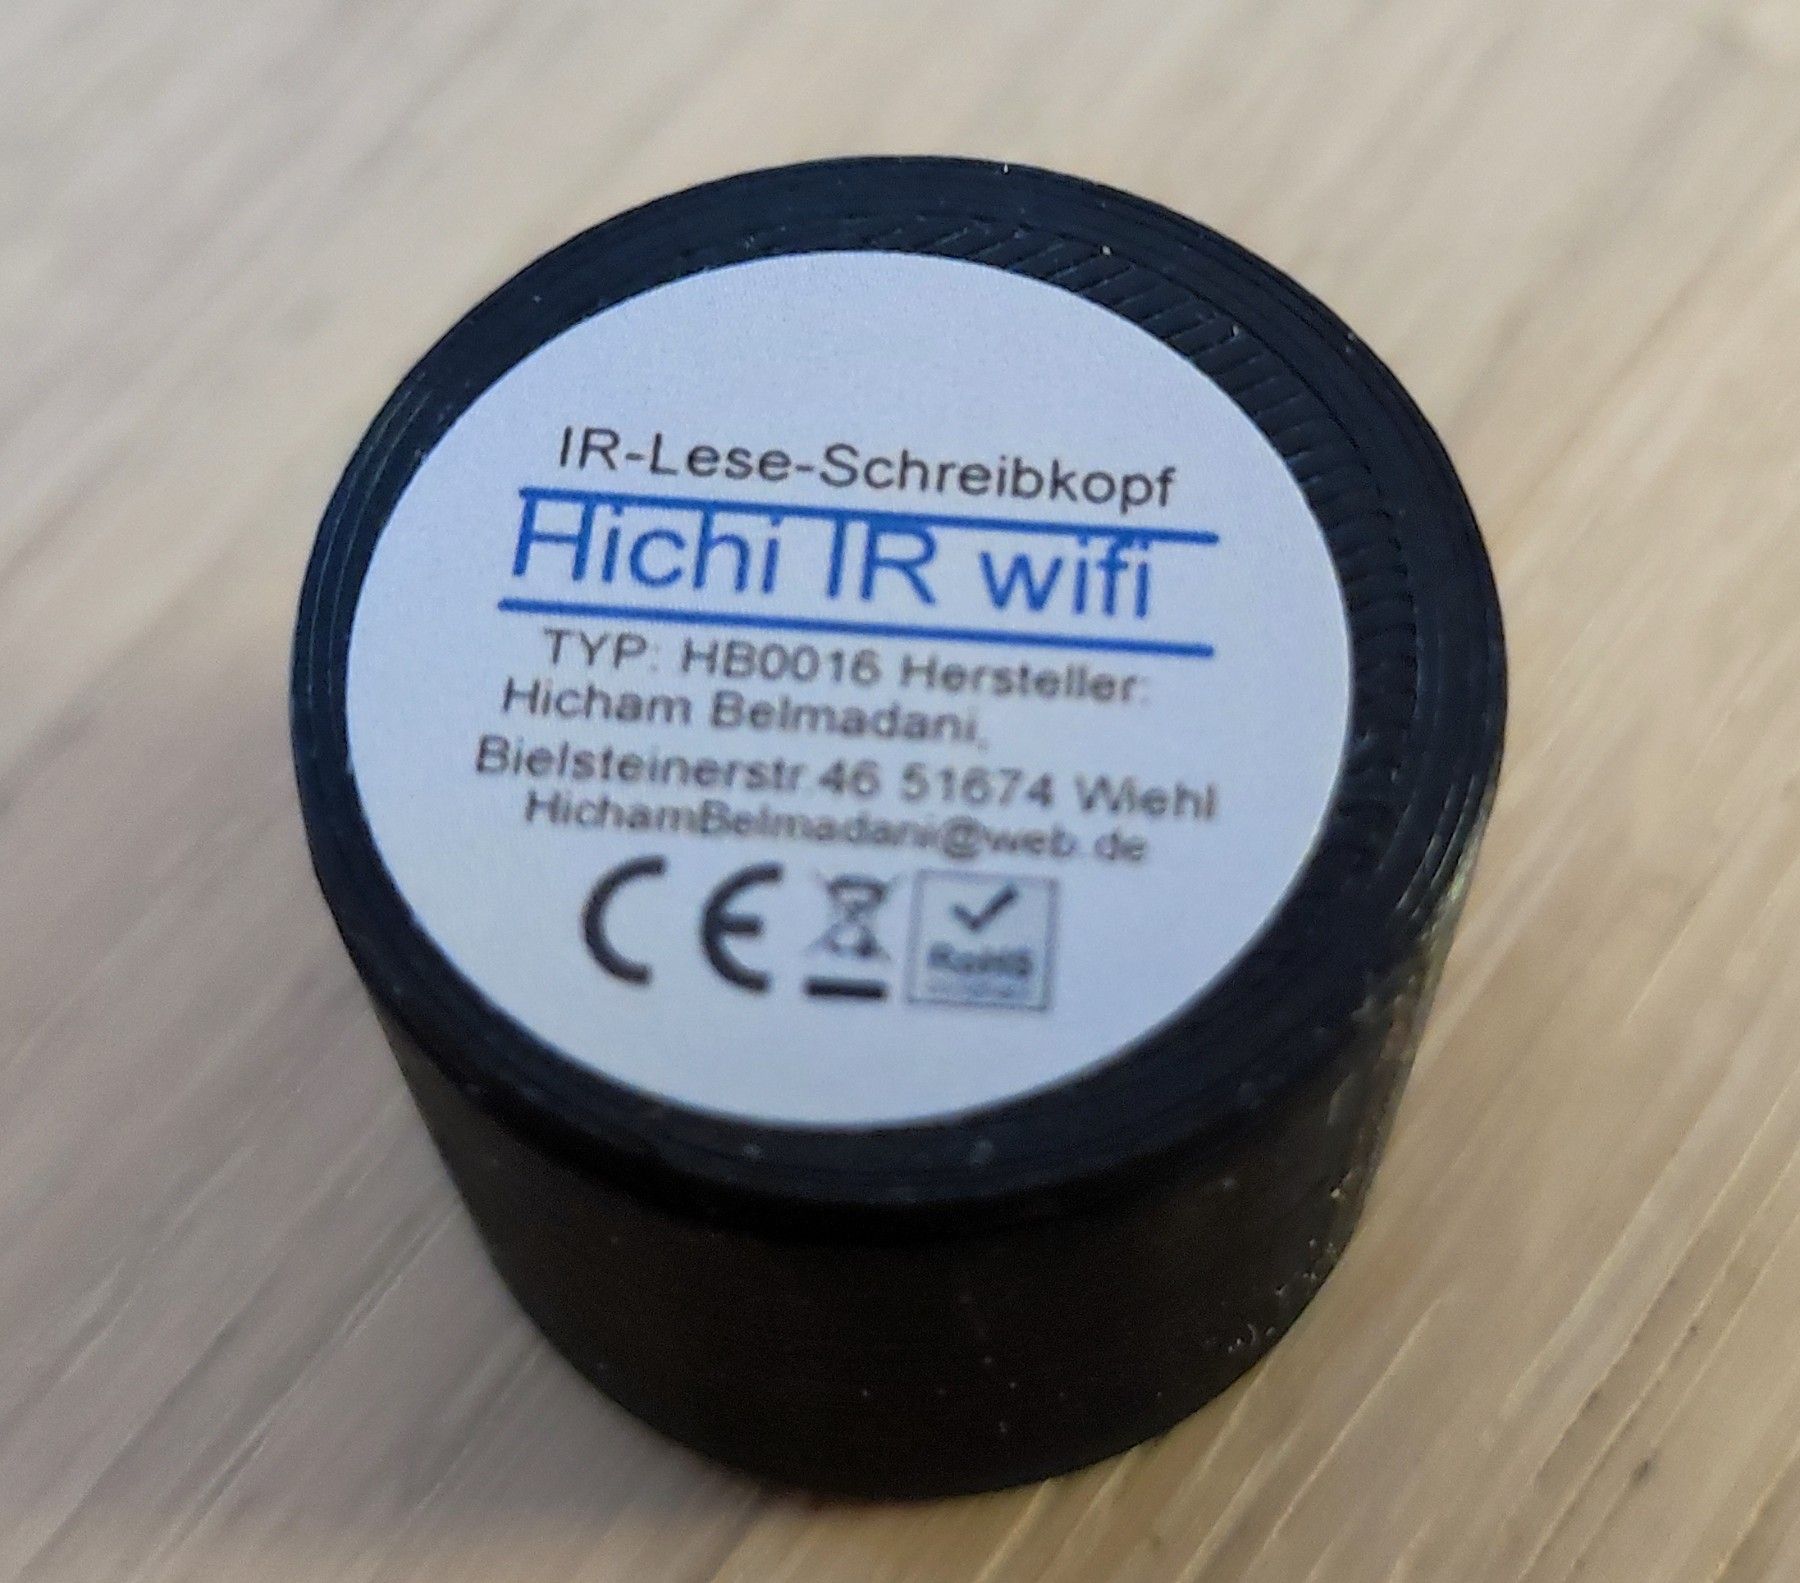 IR-Lese-Schreibkopf
Hichi IR wifi
TYP: HB0016 Hersteller:
Hicham Belmadani,
Bielsteinerstr.46 51674 Wiehl
HichamBelmadani@web.de
CE
RoHS